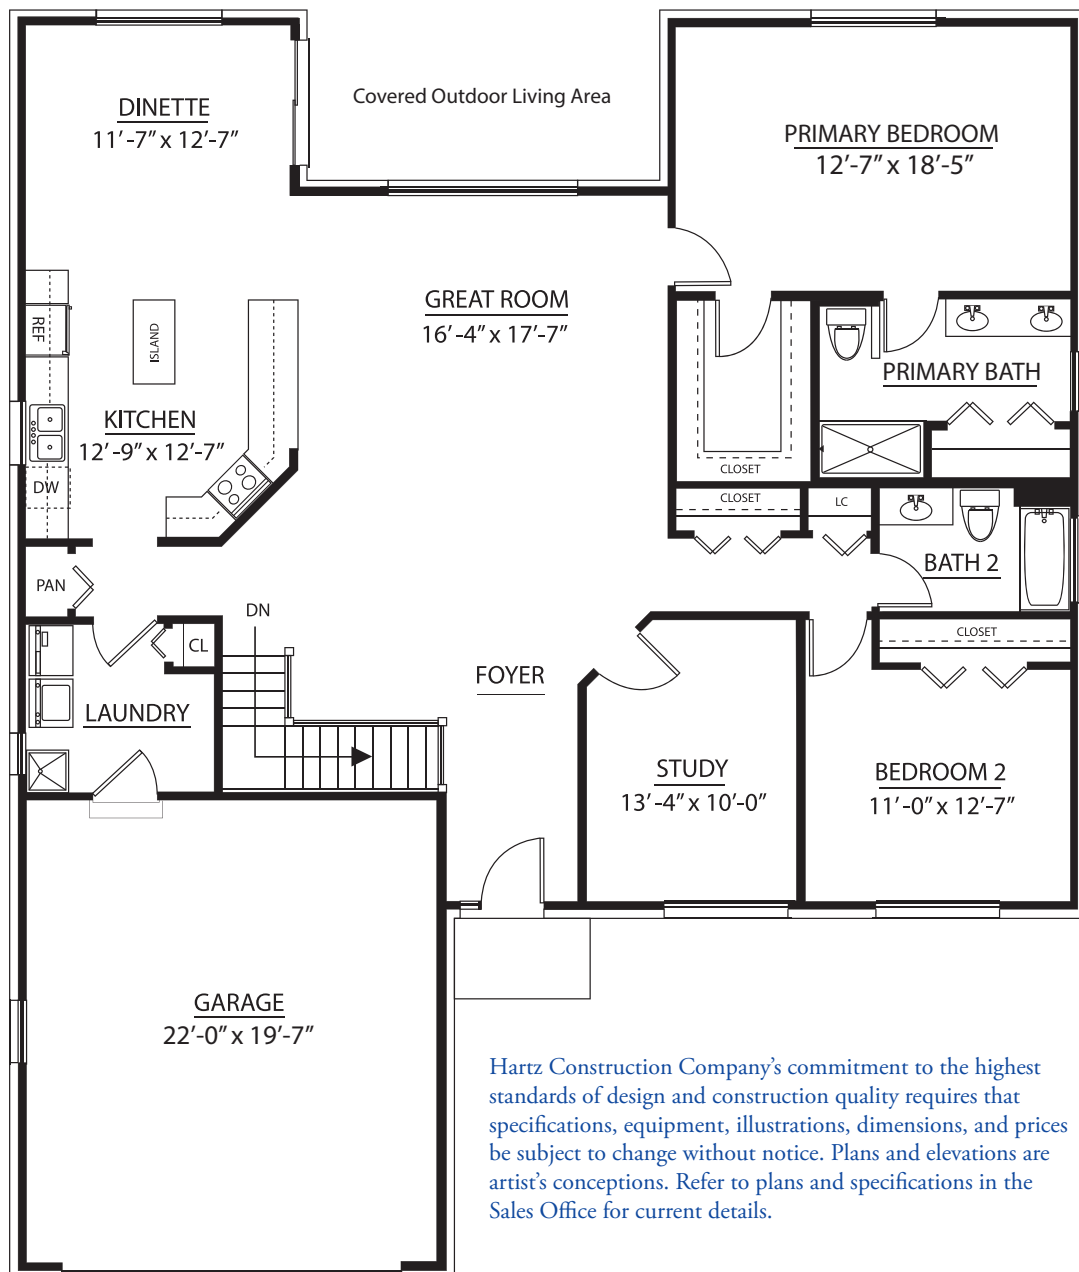 DINETTE
11'-7" x 12'-7"
Covered Outdoor Living Area
PRIMARY BEDROOM
12'-7" x 18'-5"
GREAT ROOM
16'-4" x 17'-7"
REF
ISLAND
KITCHEN
12'-9" x 12'-7"
DW
PRIMARY BATH
CLOSET
CLOSET
LC
BATH 2
PAN
DN
CL
CLOSET
FOYER
LAUNDRY
STUDY
13'-4" x 10'-0"
BEDROOM 2
11'-0" x 12'-7"
GARAGE
22'-0" x 19'-7"
Hartz Construction Company's commitment to the highest
standards of design and construction quality requires that
specifications, equipment, illustrations, dimensions, and prices
be subject to change without notice. Plans and elevations are
artist's conceptions. Refer to plans and specifications in the
Sales Office for current details.